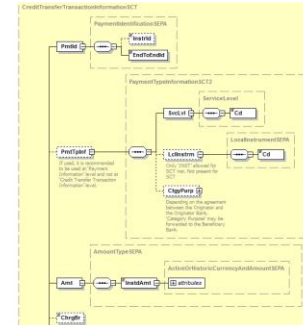 CreditTransferTransactionInformationSCT
PaymentIdentificationSEPA
InstrId
PmtId
EndToEndId
PaymentTypeInformationSCT2
ServiceLevel
SvcLvl
Cd
LocalInstrumentSEPA
PmtTpInf
LclInstrm
Cd
If used, it is recommended
to be used at 'Payment
Information' level and not at
'Credit Transfer Transaction
Information' level.
Only "INST" allowed for
SCT Inst, first present for
SCT
CtgyPurp
Depending on the agreement
between the Originator and
the Originator Bank,
'Category Purpose' may be
forwarded to the Beneficiary
Bank.
AmountTypeSEPA
ActiveOrHistoricCurrencyAndAmountSEPA
Amt
InstdAmt
attributes
ChrgBr